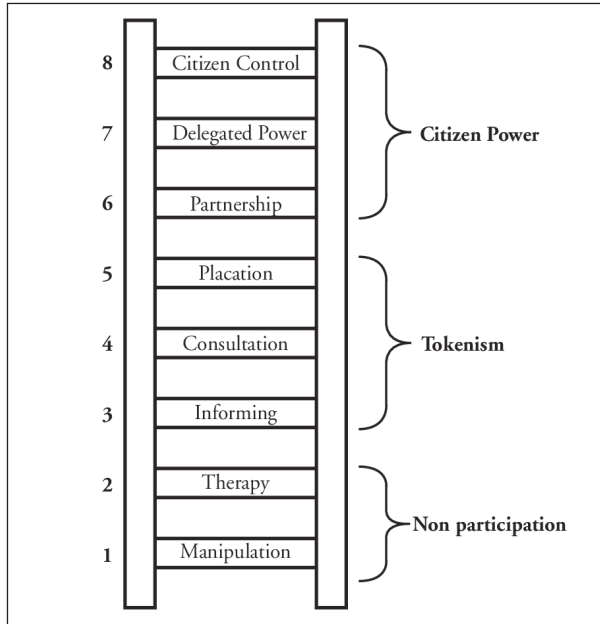 8 Citizen Control
7 Delegated Power
Citizen Power
6 Partnership
5 Placation
4 Consultation
Tokenism
3 Informing
2 Therapy
Non participation
1 Manipulation